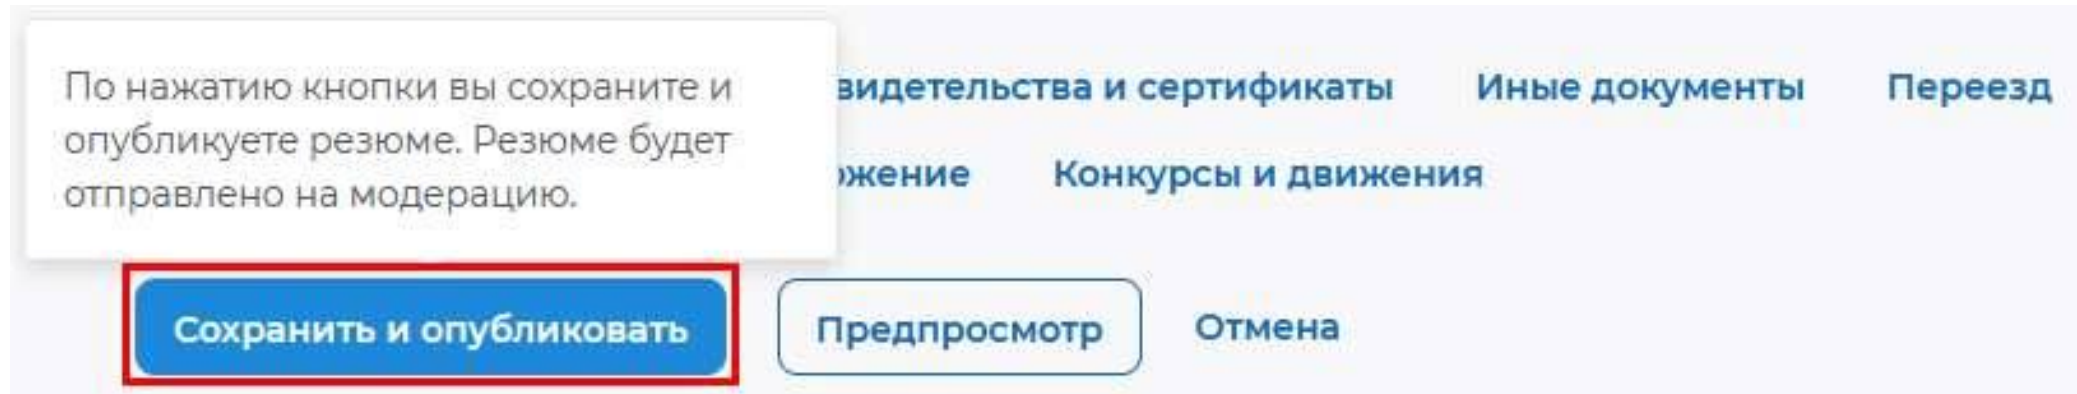 По нажатию кнопки вы сохраните и
опубликуете резюме. Резюме будет
отправлено на модерацию.
видетельства и сертификаты Иные документы Переезд
жение Конкурсы и движения
Сохранить и опубликовать Предпросмотр Отмена